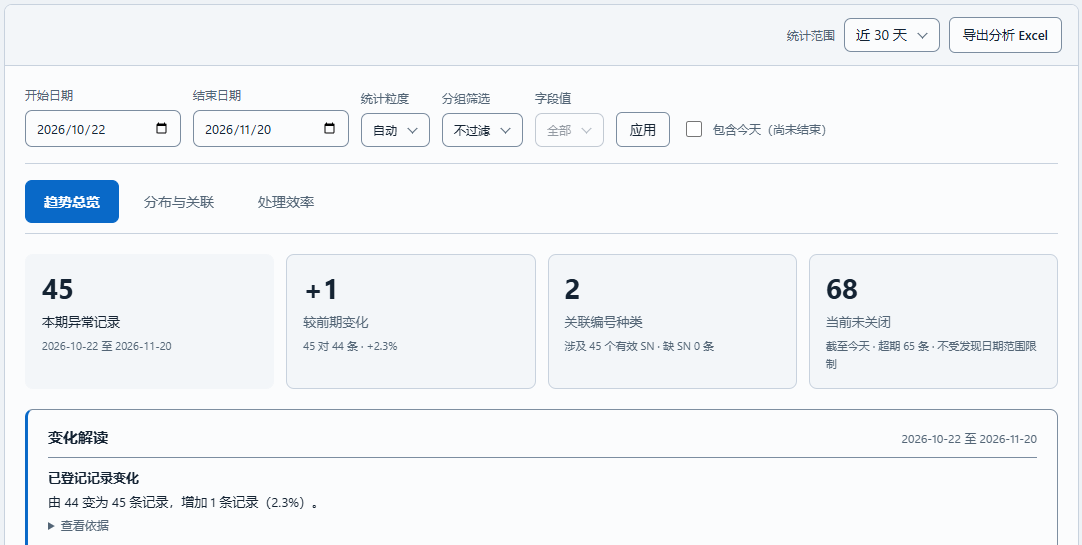 统计范围 近 30 天 导出分析 Excel
开始日期 结束日期 统计粒度 分组筛选 字段值
2026/10/22 2026/11/20 自动 不过滤 全部 应用 包含今天（尚未结束）
趋势总览 分布与关联 处理效率
45
本期异常记录
2026-10-22 至 2026-11-20
+1
较前期变化
45 对 44 条 · +2.3%
2
关联编号种类
涉及 45 个有效 SN · 缺 SN 0 条
68
当前未关闭
截至今天 · 超期 65 条 · 不受发现日期范围限
制
变化解读 2026-10-22 至 2026-11-20
已登记记录变化
由 44 变为 45 条记录，增加 1 条记录（2.3%）。
查看依据